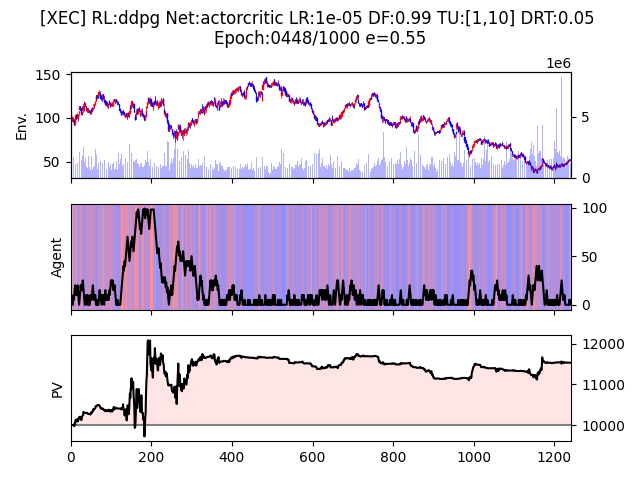 [XEC] RL:ddpg Net:actorcritic LR:1e-05 DF:0.99 TU:[1,10] DRT:0.05
Epoch:0448/1000 e=0.55
1e6
150
100
50
Env.
5
0
Agent
100
50
0
PV
12000
11000
10000
0 200 400 600 800 1000 1200